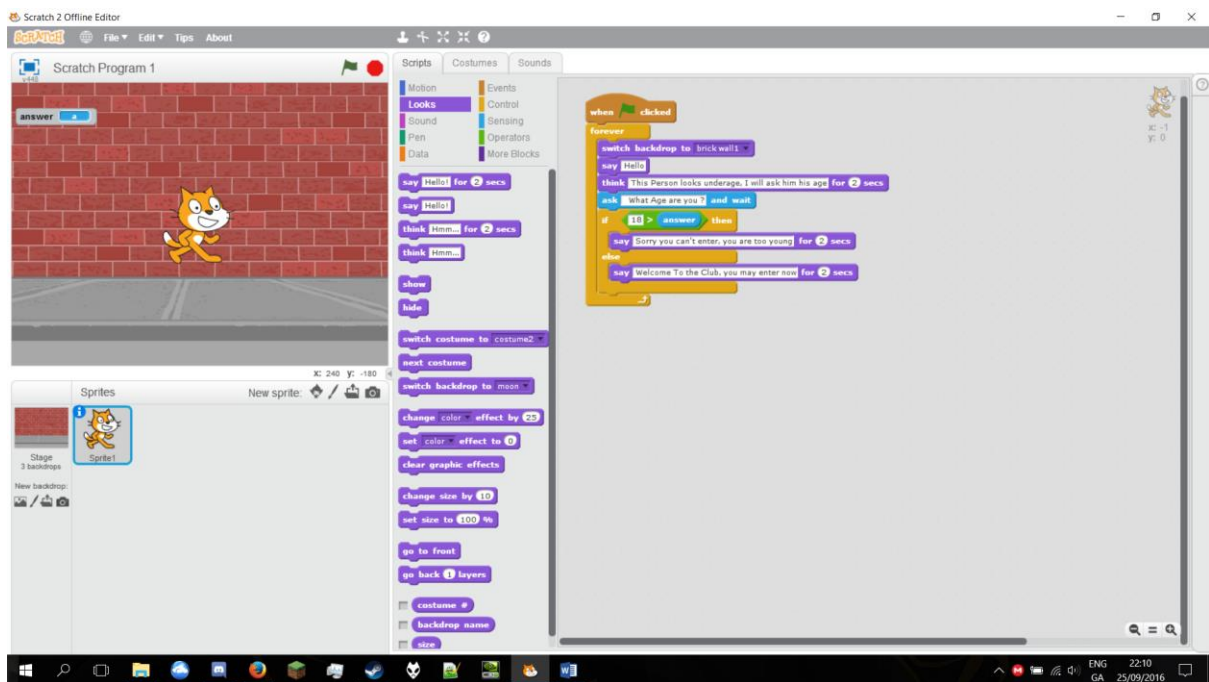 Scratch 2 Offline Editor
SCRATCH File Edit Tips About
v448
Scratch Program 1
answer a
x: 240 y: -180
Sprites New sprite:
Stage
3 backdrops
New backdrop:
Sprite1
Scripts Costumes Sounds
Motion Events
Looks Control
Sound Sensing
Pen Operators
Data More Blocks
say Hello! for 2 secs
say Hello!
think Hmm... for 2 secs
think Hmm...
show
hide
switch costume to costume2
next costume
switch backdrop to moon
change color effect by 25
set color effect to 0
clear graphic effects
change size by 10
set size to 100 %
go to front
go back 1 layers
costume #
backdrop name
size
when clicked
forever
switch backdrop to brick wall1
say Hello
think This Person looks underage, I will ask him his age for 2 secs
ask What Age are you ? and wait
if 18 > answer then
say Sorry you can't enter, you are too young for 2 secs
else
say Welcome To the Club, you may enter now for 2 secs
x: -1
y: 0
ENG
GA
22:10
25/09/2016